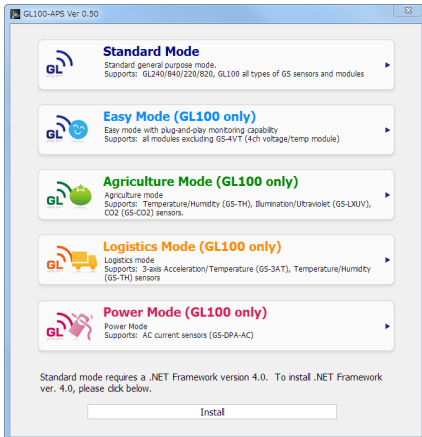 GL100-APS Ver 0.50
Standard Mode
Standard general purpose mode.
Supports: GL240/840/220/820, GL100 all types of GS sensors and modules
GL
Easy Mode (GL100 only)
Easy mode with plug-and-play monitoring capability
Supports: all modules excluding GS-4VT (4ch voltage/temp module)
GL
Agriculture Mode (GL100 only)
Agriculture mode
Supports: Temperature/Humidity (GS-TH), Illumination/Ultraviolet (GS-LXUV),
CO2 (GS-CO2) sensors.
GL
Logistics Mode (GL100 only)
Logistics mode
Supports: 3-axis Acceleration/Temperature (GS-3AT), Temperature/Humidity
(GS-TH) sensors
GL
Power Mode (GL100 only)
Power Mode
Supports: AC current sensors (GS-DPA-AC)
GL
Standard mode requires a .NET Framework version 4.0. To install .NET Framework
ver. 4.0, please click below.
Install